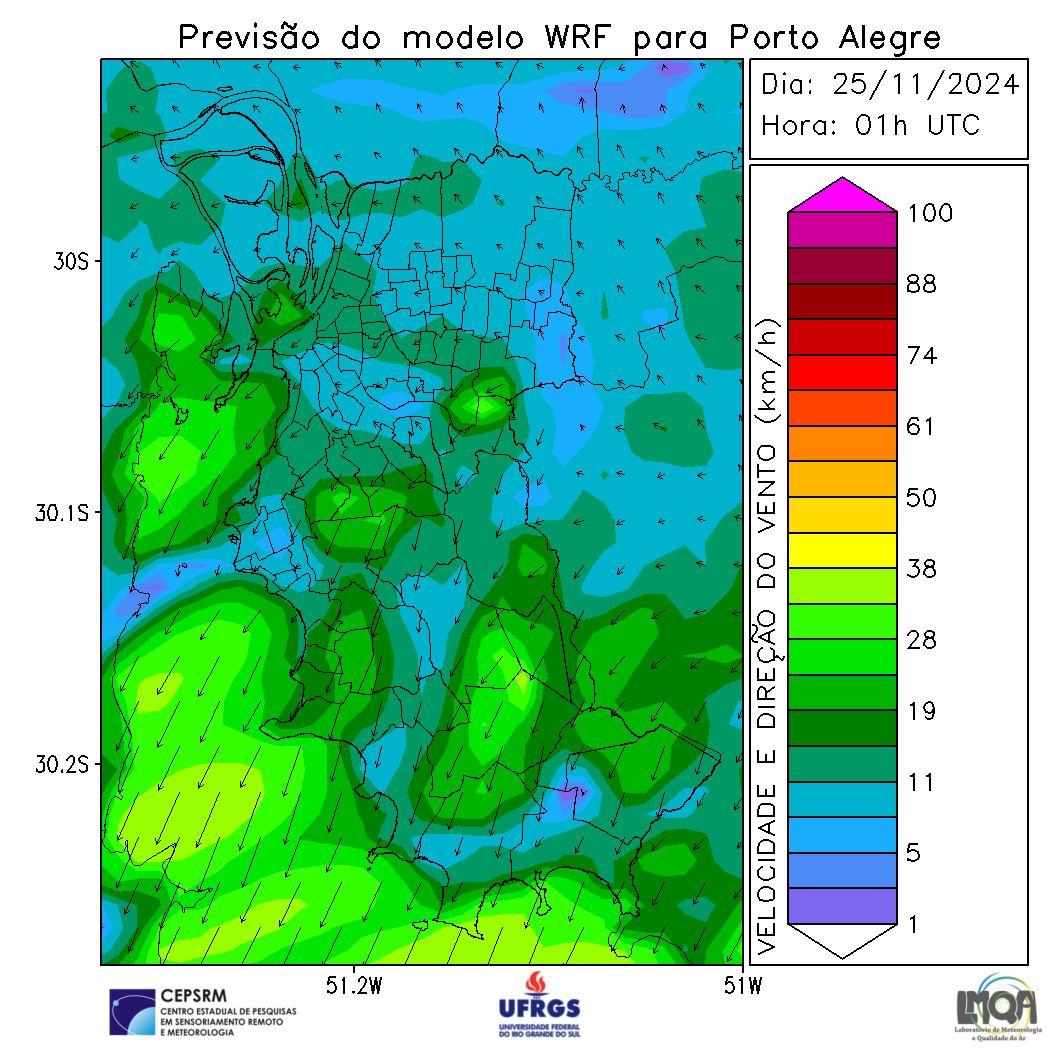 Previsão do modelo WRF para Porto Alegre
Dia: 25/11/2024
Hora: 01h UTC
30S
30.1S
30.2S
51.2W
51W
VELOCIDADE E DIREÇÃO DO VENTO (km/h)
100
88
74
61
50
38
28
19
11
5
1
CEPSRM
CENTRO ESTADUAL DE PESQUISAS
EM SENSORIAMENTO REMOTO
E METEOROLOGIA
UFRGS
UNIVERSIDADE FEDERAL
DO RIO GRANDE DO SUL
LMQA
Laboratório de Meteorologia
e Qualidade do Ar